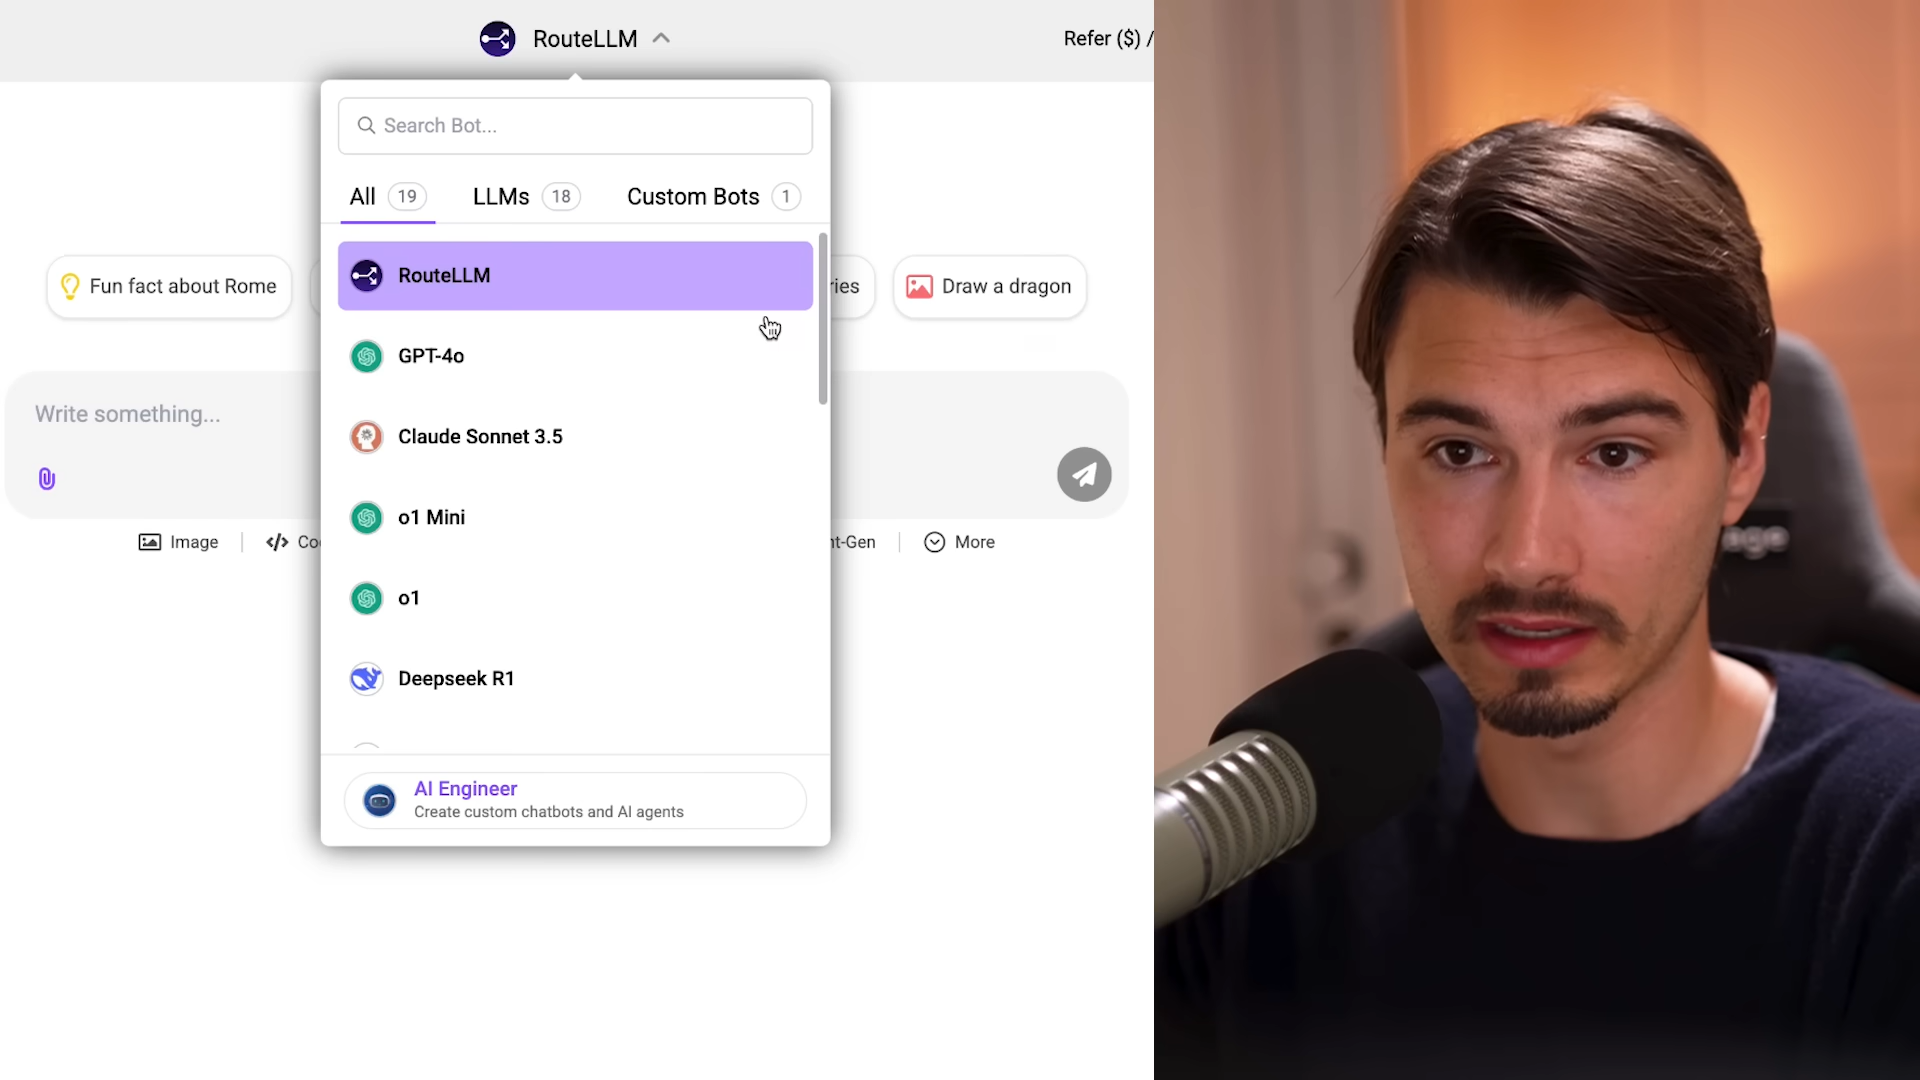 RouteLLM
Refer ($) /
Search Bot...
All 19
LLMs 18
Custom Bots 1
RouteLLM
Fun fact about Rome
ries
Draw a dragon
GPT-4o
Write something...
Claude Sonnet 3.5
o1 Mini
Image
</> Co
nt-Gen
More
o1
Deepseek R1
AI Engineer
Create custom chatbots and AI agents